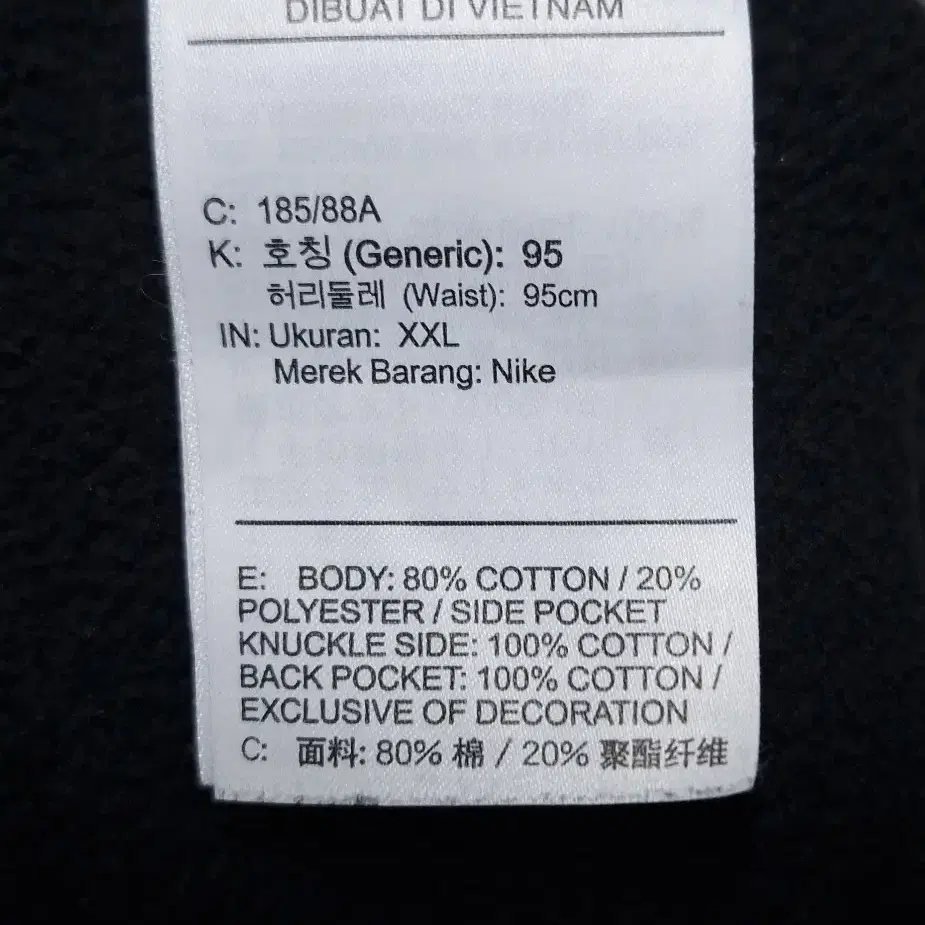 DIBUAT DI VIETNAM
C: 185/88A
K: 호칭 (Generic): 95
허리둘레 (Waist): 95cm
IN: Ukuran: XXL
Merek Barang: Nike
E: BODY: 80% COTTON / 20%
POLYESTER / SIDE POCKET
KNUCKLE SIDE: 100% COTTON /
BACK POCKET: 100% COTTON /
EXCLUSIVE OF DECORATION
C: 面料: 80% 棉 / 20% 聚酯纤维